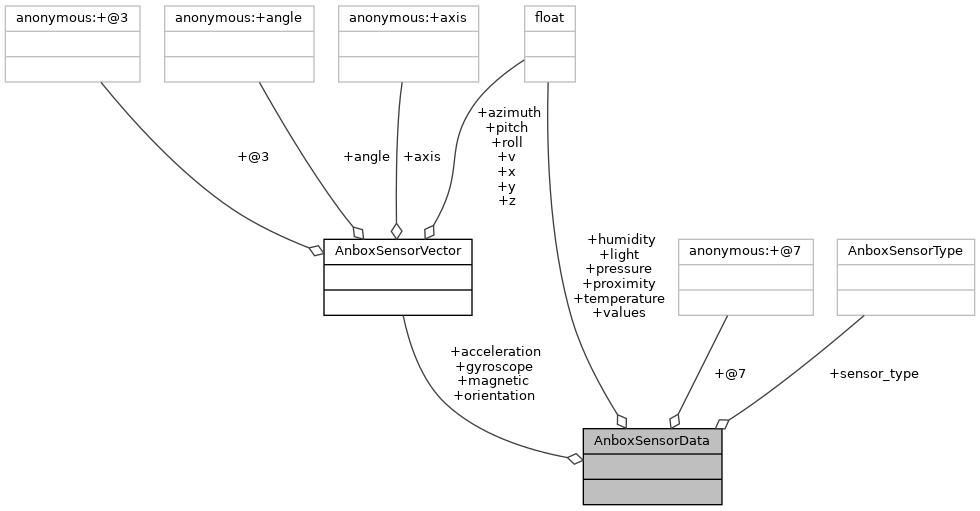 anonymous:+@3
anonymous:+angle
anonymous:+axis
float
+azimuth
+pitch
+roll
+v
+x
+y
+z
+@3
+angle
+axis
AnboxSensorVector
+humidity
+light
+pressure
+proximity
+temperature
+values
anonymous:+@7
AnboxSensorType
+acceleration
+gyroscope
+magnetic
+orientation
+@7
+sensor_type
AnboxSensorData